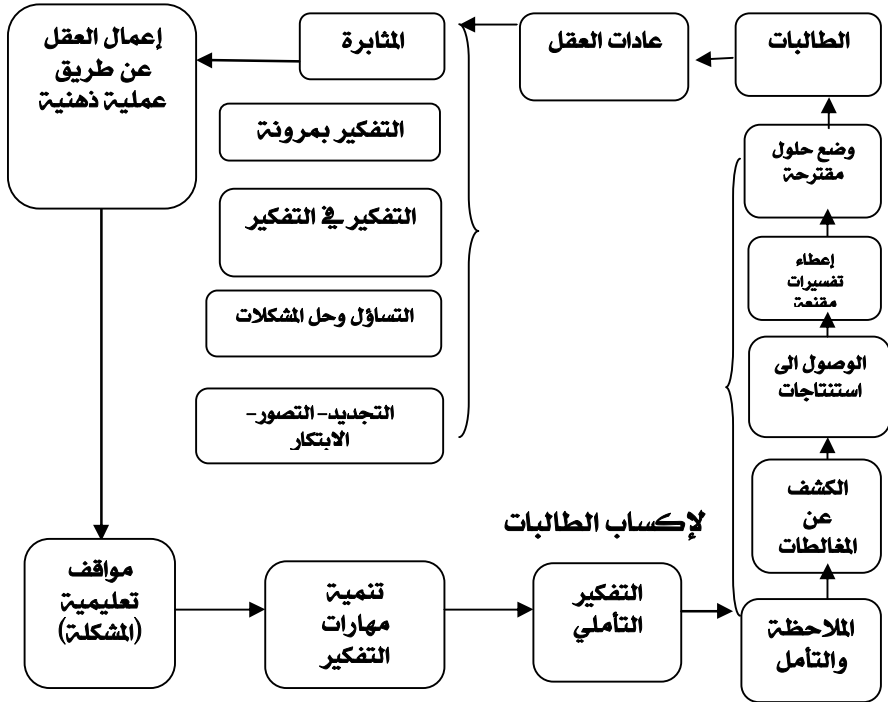 الطالبات
عادات العقل
المثابرة
إعمال العقل
عن طريق
عملية ذهنية
التفكير بمرونة
التفكير في التفكير
التساؤل وحل المشكلات
التجديد- التصور-
الابتكار
وضع حلول
مقترحة
إعطاء
تفسيرات
مقنعة
الوصول الى
استنتاجات
الكشف
عن
المغالطات
الملاحظة
والتأمل
لإكساب الطالبات
التفكير
التأملي
تنمية
مهارات
التفكير
مواقف
تعليمية
(المشكلة)